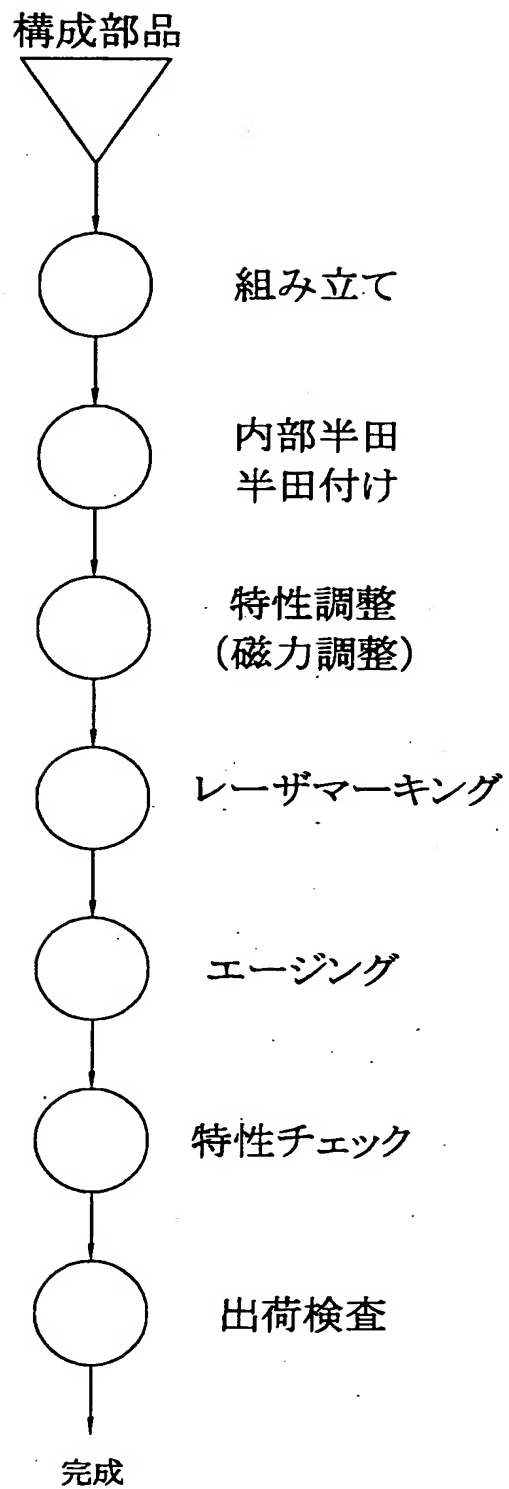 構成部品
組み立て
内部半田
半田付け
特性調整
(磁力調整)
レーザマーキング
エージング
特性チェック
出荷検査
完成